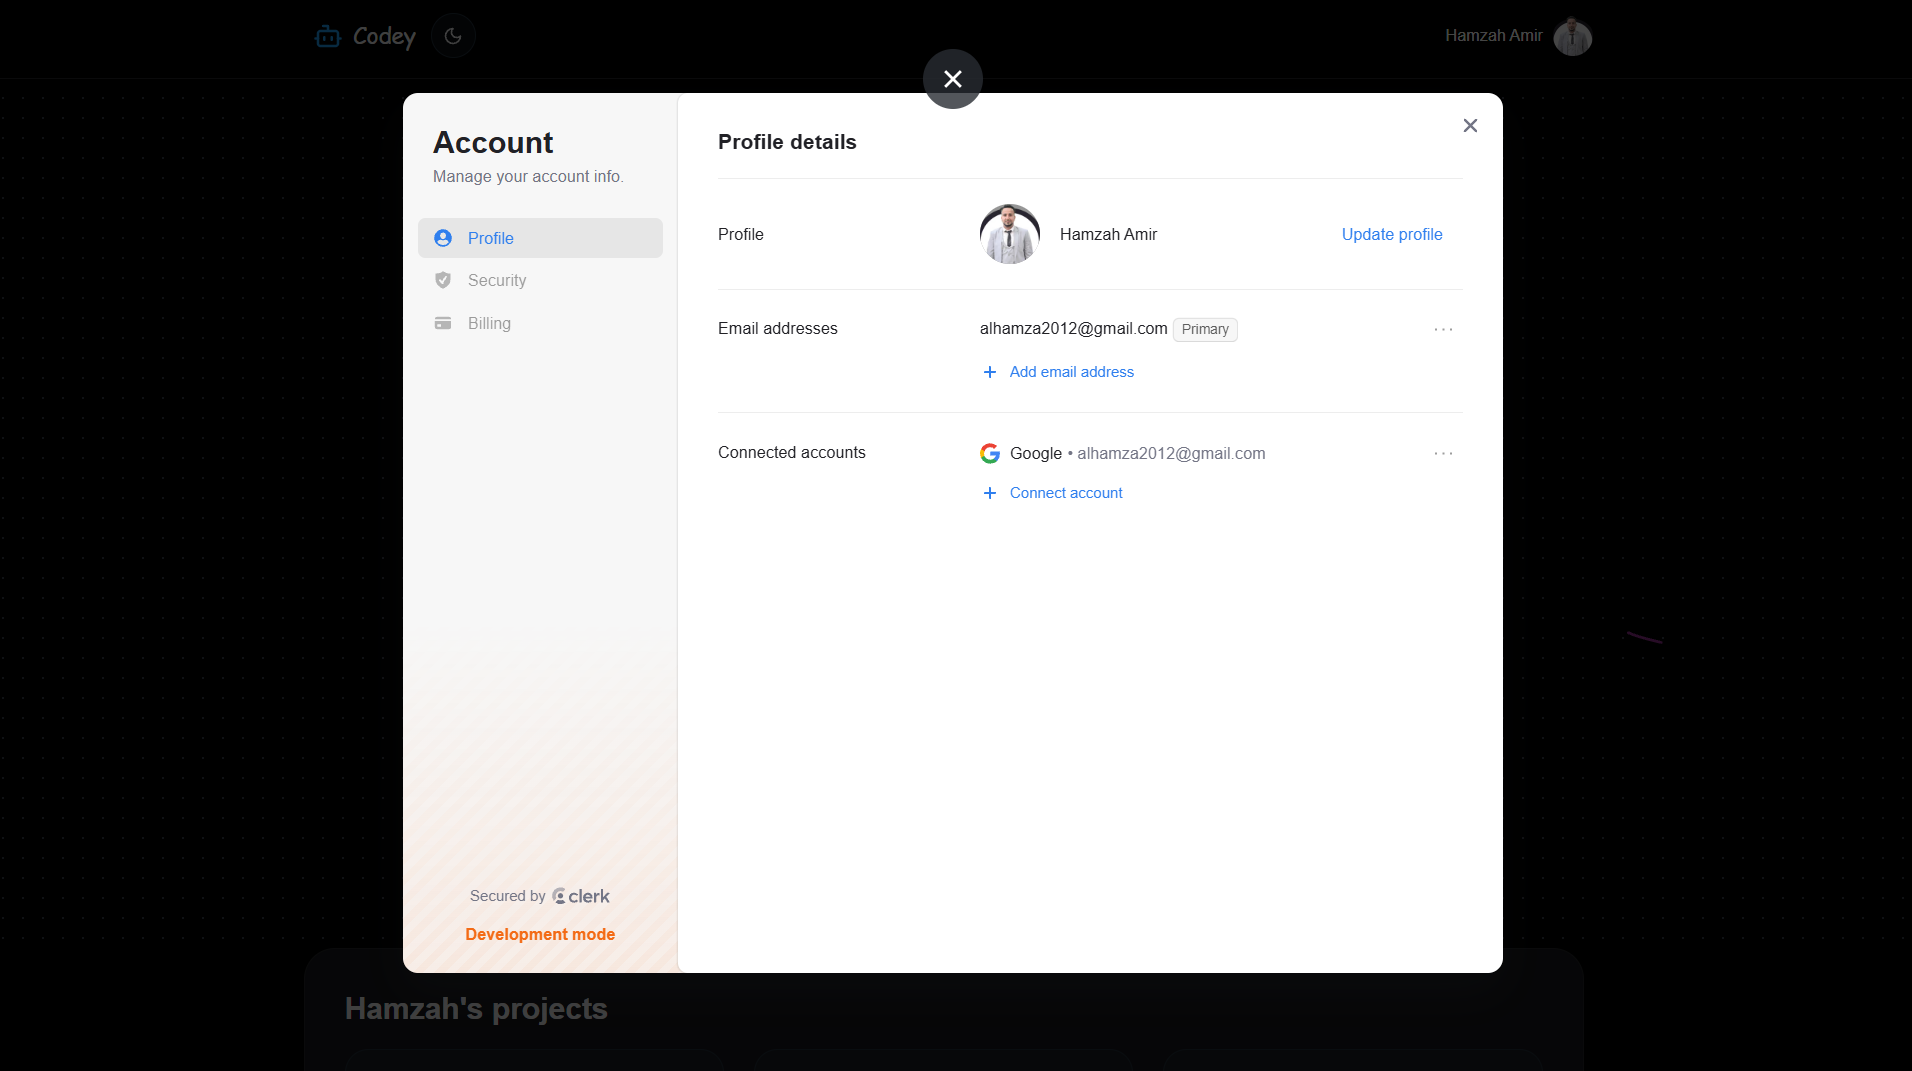 Codey
Hamzah Amir
Account
Manage your account info.
Profile
Security
Billing
Secured by clerk
Development mode
Profile details
Profile
Hamzah Amir
Update profile
Email addresses
alhamza2012@gmail.com Primary
Add email address
Connected accounts
Google • alhamza2012@gmail.com
Connect account
Hamzah's projects